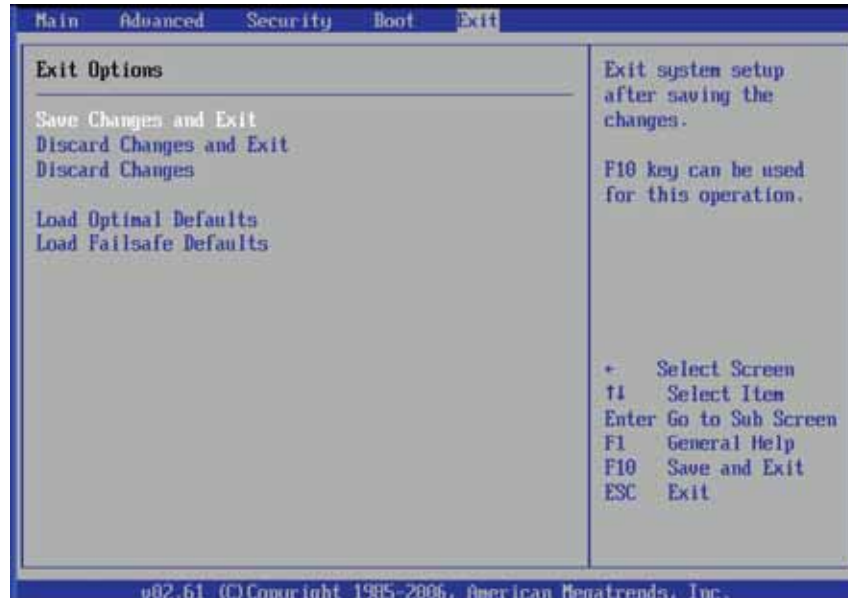 Main Advanced Security Boot Exit
Exit Options
Save Changes and Exit
Discard Changes and Exit
Discard Changes
Load Optimal Defaults
Load Failsafe Defaults
Exit system setup
after saving the
changes.
F10 key can be used
for this operation.
← Select Screen
↑↓ Select Item
Enter Go to Sub Screen
F1 General Help
F10 Save and Exit
ESC Exit
v02.61 (C)Copyright 1985-2006, American Megatrends, Inc.